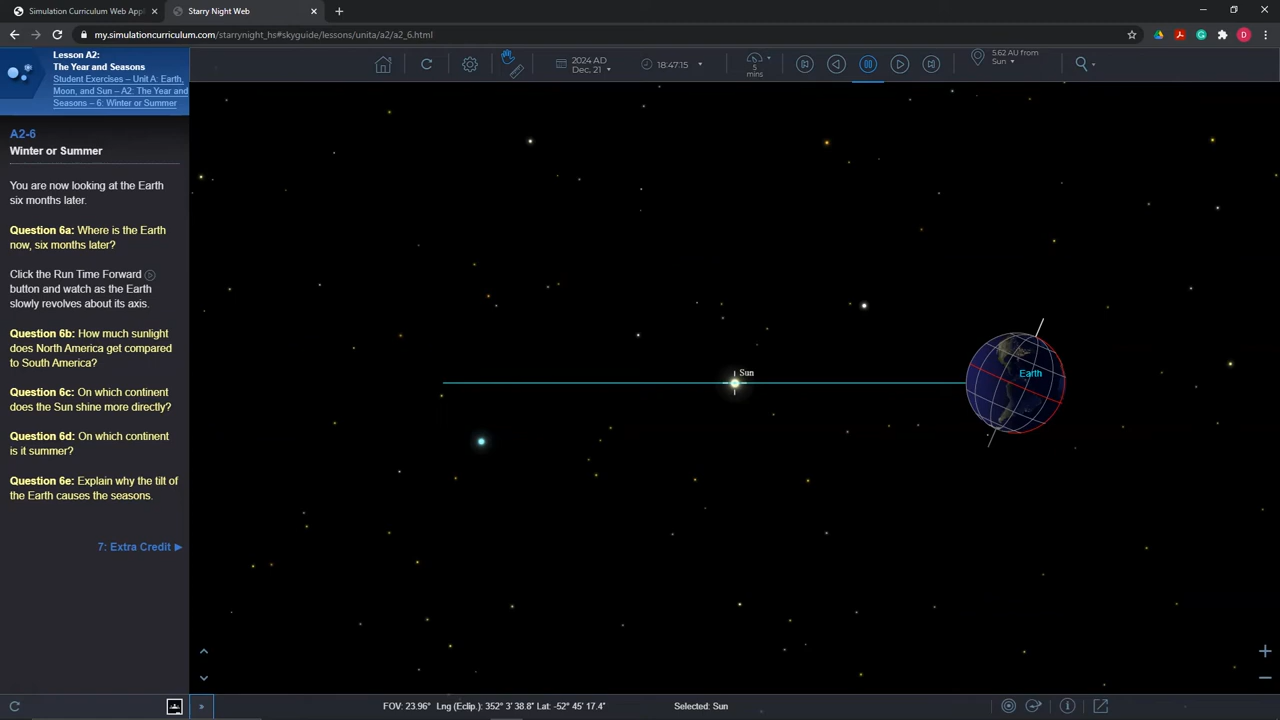 Simulation Curriculum Web Appl
Starry Night Web
my.simulationcurriculum.com/starrynight_hs#skyguide/lessons/unita/a2/a2_6.html
D
Lesson A2:
The Year and Seasons
Student Exercises – Unit A: Earth,
Moon, and Sun – A2: The Year and
Seasons – 6: Winter or Summer
2024 AD
Dec. 21
18:47:15
5
mins
5.62 AU from
Sun
A2-6
Winter or Summer
You are now looking at the Earth
six months later.
Question 6a: Where is the Earth
now, six months later?
Click the Run Time Forward
button and watch as the Earth
slowly revolves about its axis.
Question 6b: How much sunlight
does North America get compared
to South America?
Question 6c: On which continent
does the Sun shine more directly?
Question 6d: On which continent
is it summer?
Question 6e: Explain why the tilt of
the Earth causes the seasons.
7: Extra Credit ▶
Sun
Earth
FOV: 23.96° Lng (Eclip.): 352° 3' 38.8" Lat: -52° 45' 17.4"
Selected: Sun